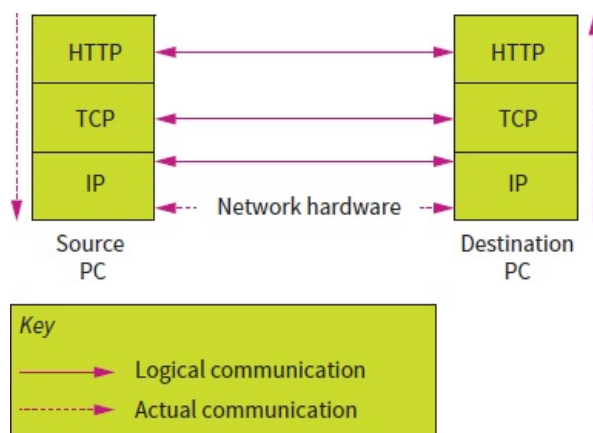 HTTP HTTP
TCP TCP
IP IP
Network hardware
Source
PC
Destination
PC
Key
Logical communication
Actual communication